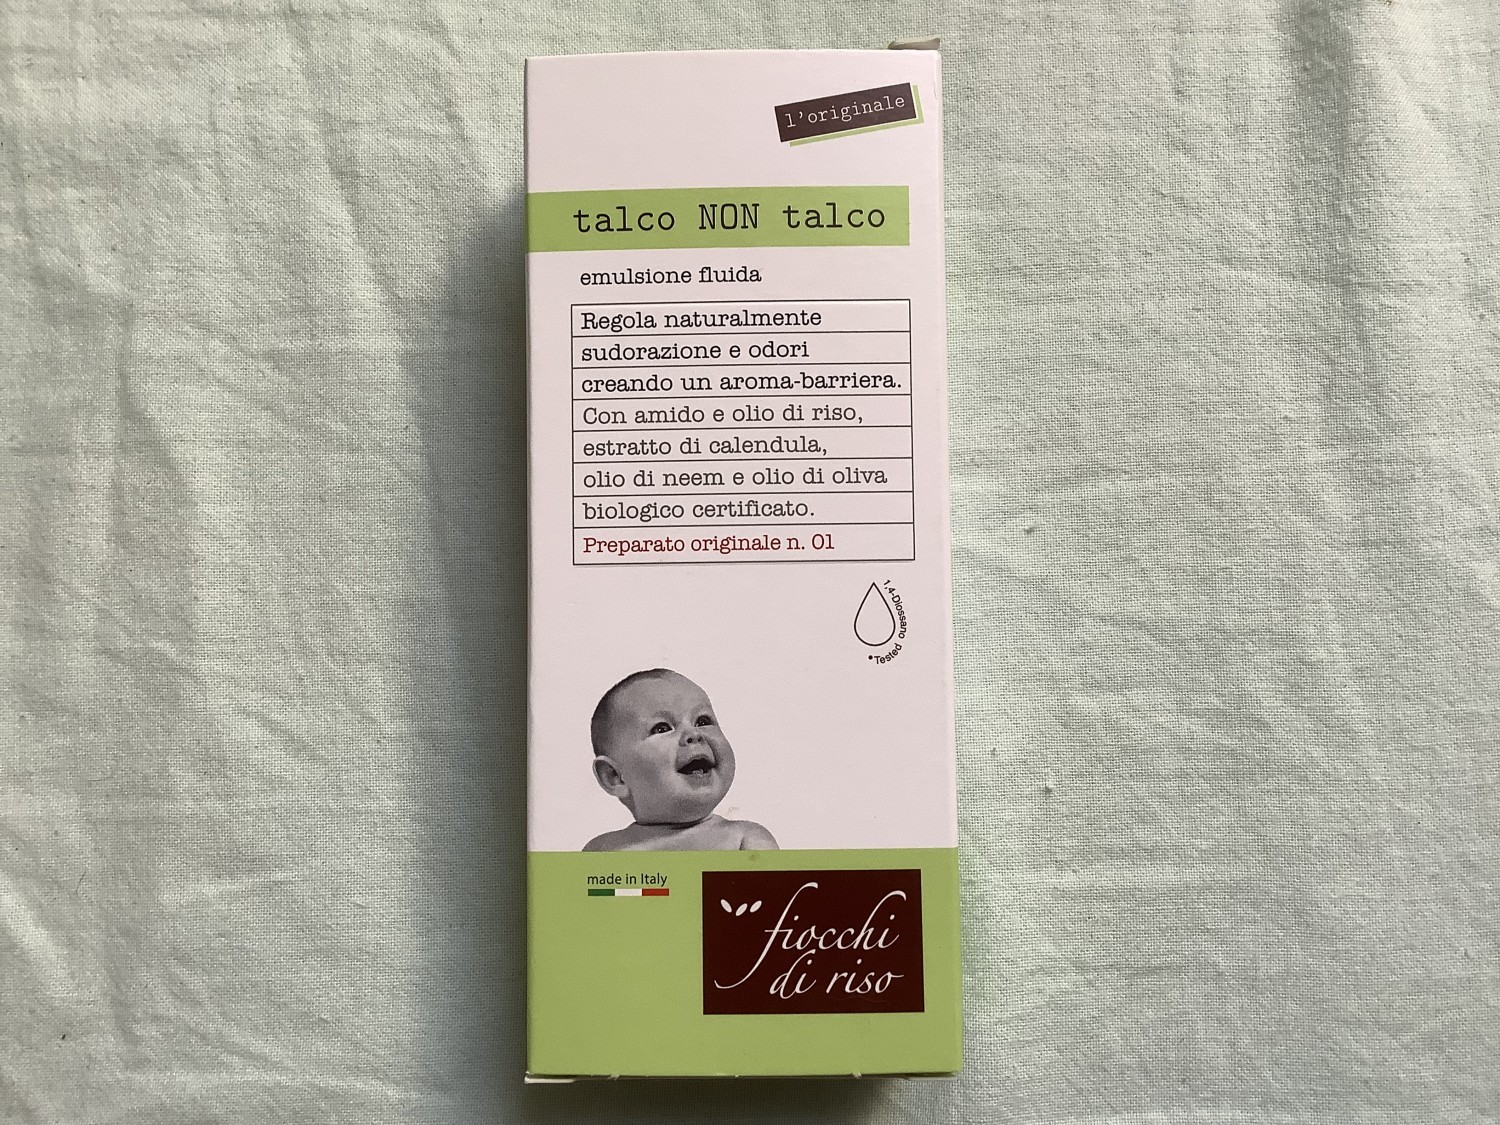 l'originale
talco NON talco
emulsione fluida
Regola naturalmente
sudorazione e odori
creando un aroma-barriera.
Con amido e olio di riso,
estratto di calendula,
olio di neem e olio di oliva
biologico certificato.
Preparato originale n. 01
1,4-Diossano
•Tested
made in Italy
fiocchi
di riso